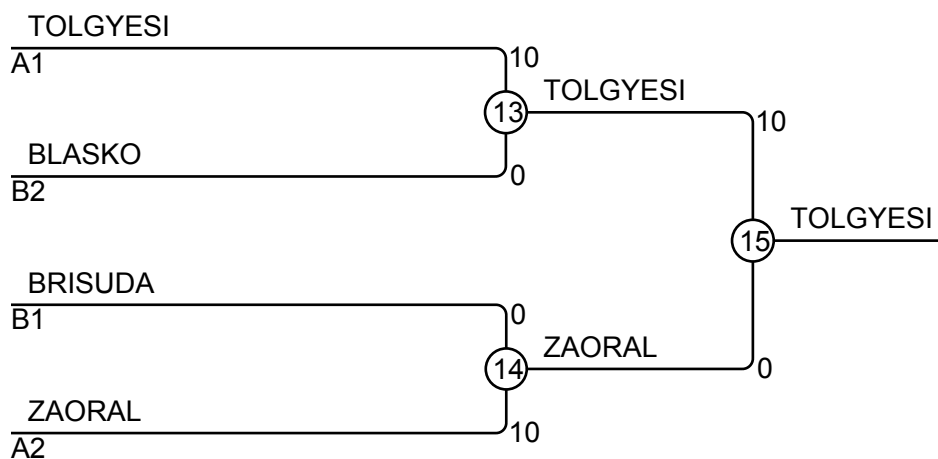 TOLGYESI
A1
10
13
TOLGYESI
10
BLASKO
B2
0
15
TOLGYESI
BRISUDA
B1
0
14
ZAORAL
0
ZAORAL
A2
10